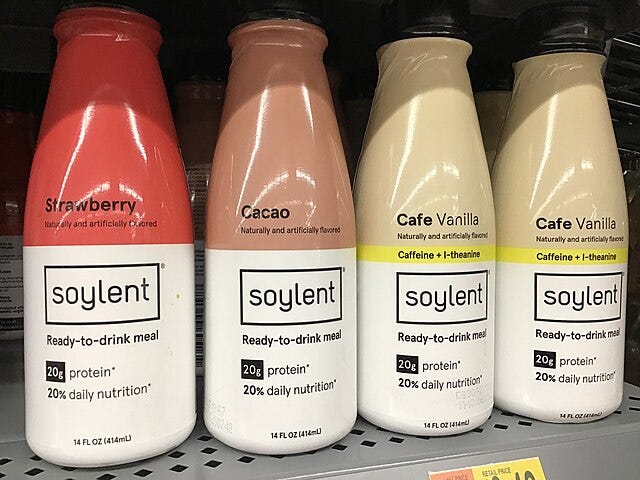 Strawberry
Naturally and artificially flavored
soylent®
Ready-to-drink meal
20g protein*
20% daily nutrition*
14 FL OZ (414mL)
Cacao
Naturally and artificially flavored
soylent®
Ready-to-drink meal
20g protein*
20% daily nutrition*
14 FL OZ (414mL)
Cafe Vanilla
Naturally and artificially flavored
Caffeine + l-theanine
soylent
Ready-to-drink meal
20g protein*
20% daily nutrition*
14 FL OZ (414mL)
Cafe Vanilla
Naturally and artificially flavored
Caffeine + l-theanine
soylent
Ready-to-drink meal
20g protein*
20% daily nutrition*
14 FL OZ (414mL)
RETAIL PRICE